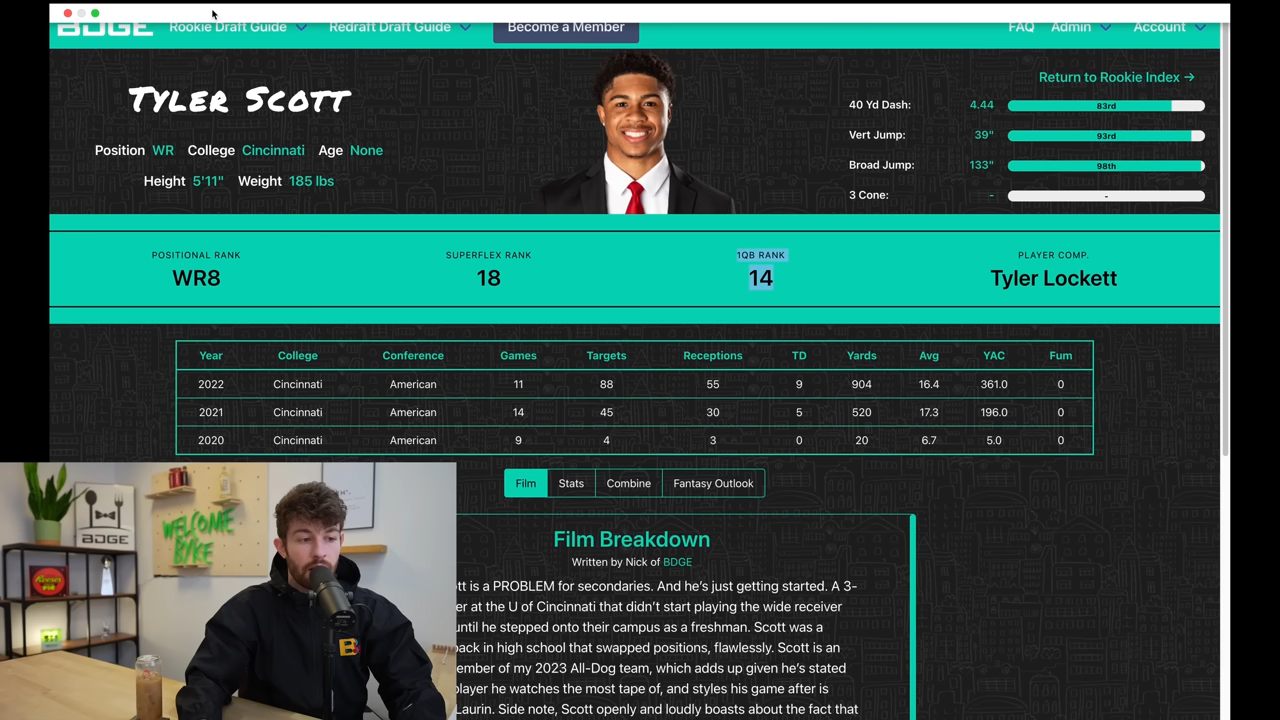 BDGE Rookie Draft Guide Redraft Draft Guide Become a Member FAQ Admin Account
TYLER SCOTT
Position WR College Cincinnati Age None
Height 5'11" Weight 185 lbs
Return to Rookie Index →
40 Yd Dash: 4.44 83rd
Vert Jump: 39" 93rd
Broad Jump: 133" 98th
3 Cone: - -
POSITIONAL RANK SUPERFLEX RANK 1QB RANK PLAYER COMP.
WR8 18 14 Tyler Lockett
Year College Conference Games Targets Receptions TD Yards Avg YAC Fum
2022 Cincinnati American 11 88 55 9 904 16.4 361.0 0
2021 Cincinnati American 14 45 30 5 520 17.3 196.0 0
2020 Cincinnati American 9 4 3 0 20 6.7 5.0 0
Film Stats Combine Fantasy Outlook
Film Breakdown
Written by Nick of BDGE
is a PROBLEM for secondaries. And he's just getting started. A 3-
at the U of Cincinnati that didn't start playing the wide receiver
until he stepped onto their campus as a freshman. Scott was a
in high school that swapped positions, flawlessly. Scott is an
of my 2023 All-Dog team, which adds up given he's stated
he watches the most tape of, and styles his game after is
Laurin. Side note, Scott openly and loudly boasts about the fact that
BDGE
WELCOME
Reese's
B